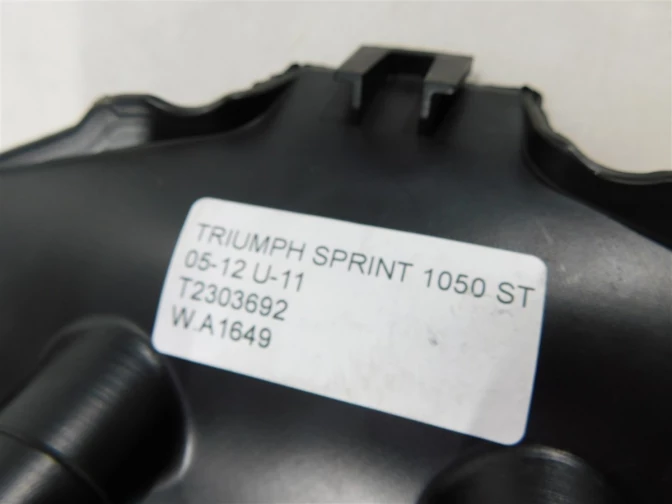 TRIUMPH SPRINT 1050 ST
05-12 U-11
T2303692
W.A1649